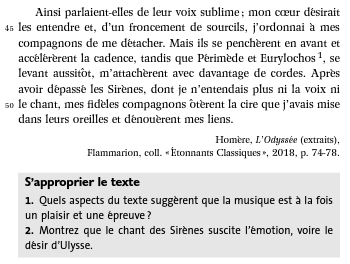 Ainsi parlaient-elles de leur voix sublime ; mon cœur désirait
45 les entendre et, d'un froncement de sourcils, j'ordonnai à mes
compagnons de me détacher. Mais ils se penchèrent en avant et
accélérèrent la cadence, tandis que Périmède et Eurylochos1, se
levant aussitôt, m'attachèrent avec davantage de cordes. Après
avoir dépassé les Sirènes, dont je n'entendais plus ni la voix ni
50 le chant, mes fidèles compagnons ôtèrent la cire que j'avais mise
dans leurs oreilles et dénouèrent mes liens.
Homère, L'Odyssée (extraits),
Flammarion, coll. « Étonnants Classiques », 2018, p. 74-78.
S'approprier le texte
1. Quels aspects du texte suggèrent que la musique est à la fois
un plaisir et une épreuve ?
2. Montrez que le chant des Sirènes suscite l'émotion, voire le
désir d'Ulysse.